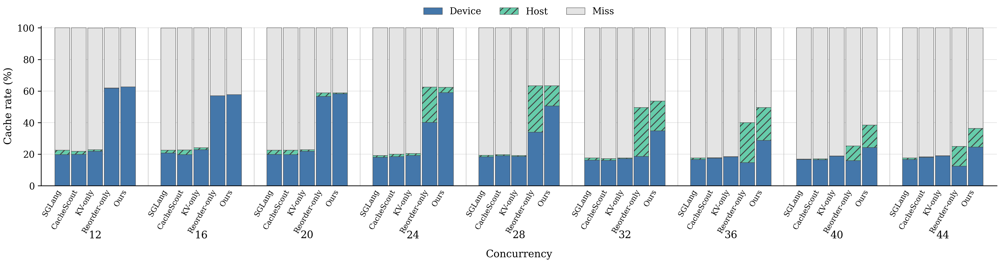 Device Host Miss
Cache rate (%)
100
80
60
40
20
0
SGLang CacheScout KV-only Reorder-only Ours
SGLang CacheScout KV-only Reorder-only Ours
SGLang CacheScout KV-only Reorder-only Ours
SGLang CacheScout KV-only Reorder-only Ours
SGLang CacheScout KV-only Reorder-only Ours
SGLang CacheScout KV-only Reorder-only Ours
SGLang CacheScout KV-only Reorder-only Ours
SGLang CacheScout KV-only Reorder-only Ours
SGLang CacheScout KV-only Reorder-only Ours
12 16 20 24 28 32 36 40 44
Concurrency